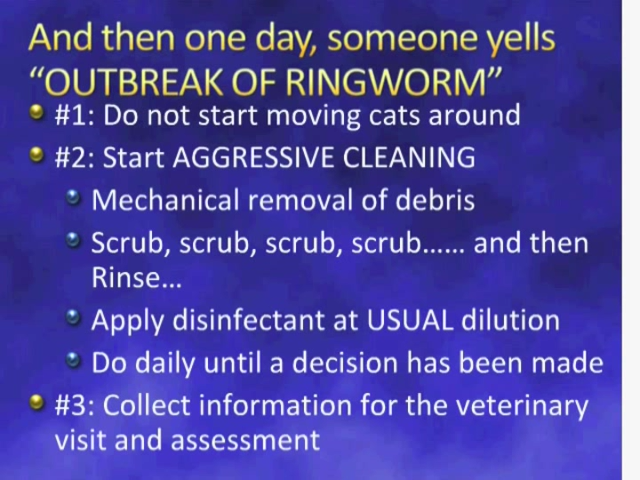 And then one day, someone yells
“OUTBREAK OF RINGWORM”
#1: Do not start moving cats around
#2: Start AGGRESSIVE CLEANING
Mechanical removal of debris
Scrub, scrub, scrub, scrub…… and then
Rinse…
Apply disinfectant at USUAL dilution
Do daily until a decision has been made
#3: Collect information for the veterinary
visit and assessment